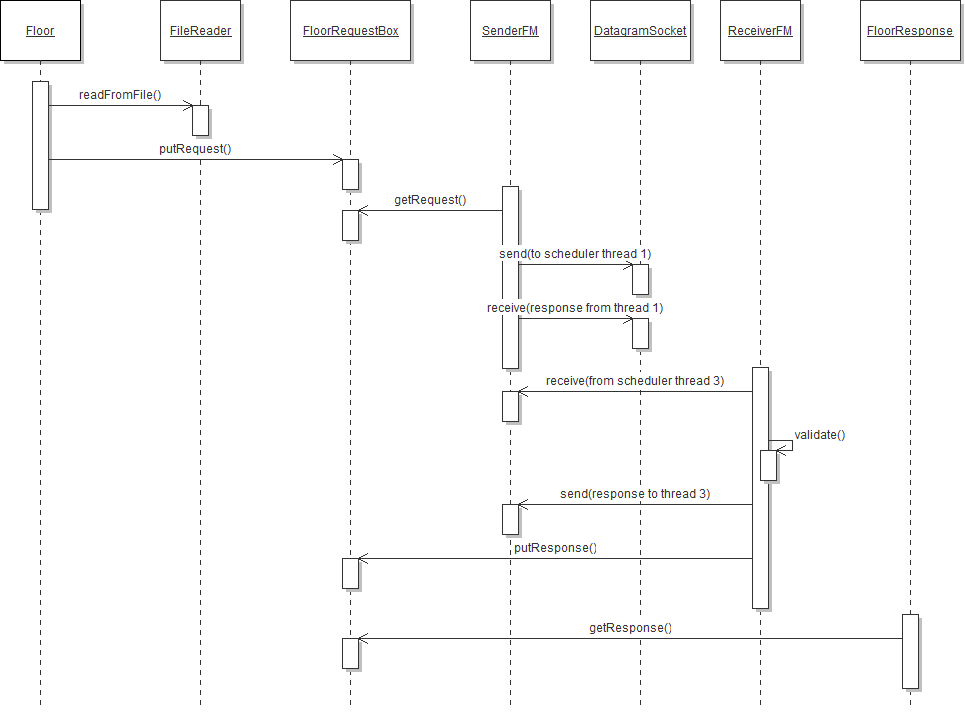 Floor
FileReader
FloorRequestBox
SenderFM
DatagramSocket
ReceiverFM
FloorResponse
readFromFile()
putRequest()
getRequest()
send(to scheduler thread 1)
receive(response from thread 1)
receive(from scheduler thread 3)
validate()
send(response to thread 3)
putResponse()
getResponse()